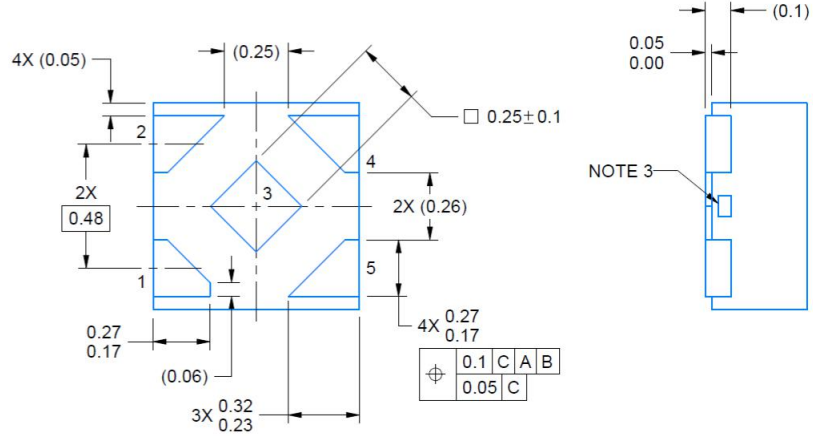 (0.1)
(0.25)
0.05
0.00
4X (0.05)
□ 0.25±0.1
2
4
NOTE 3
2X
0.48
3
2X (0.26)
1
5
4X 0.27
0.17
0.27
0.17
0.1 C A B
0.05 C
(0.06)
3X 0.32
0.23